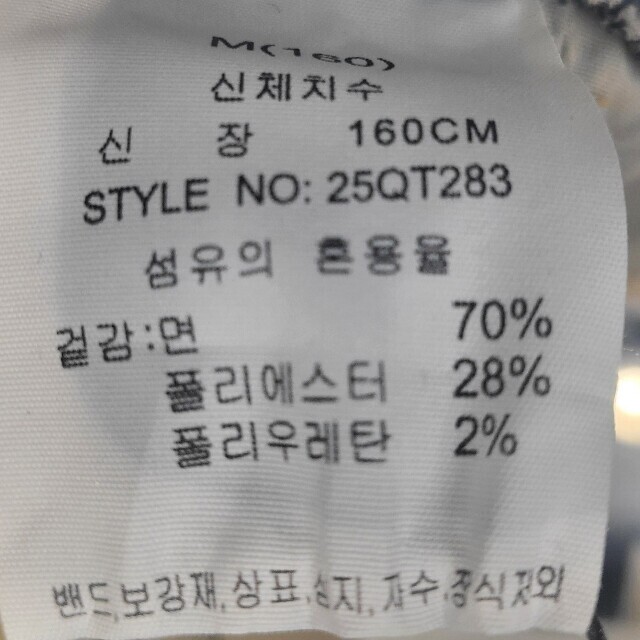 M(160)
신체치수
신 장 160CM
STYLE NO: 25QT283
섬유의 혼용율
겉감:면 70%
폴리에스터 28%
폴리우레탄 2%
밴드,보강재,상표,심지,자수,장식제외